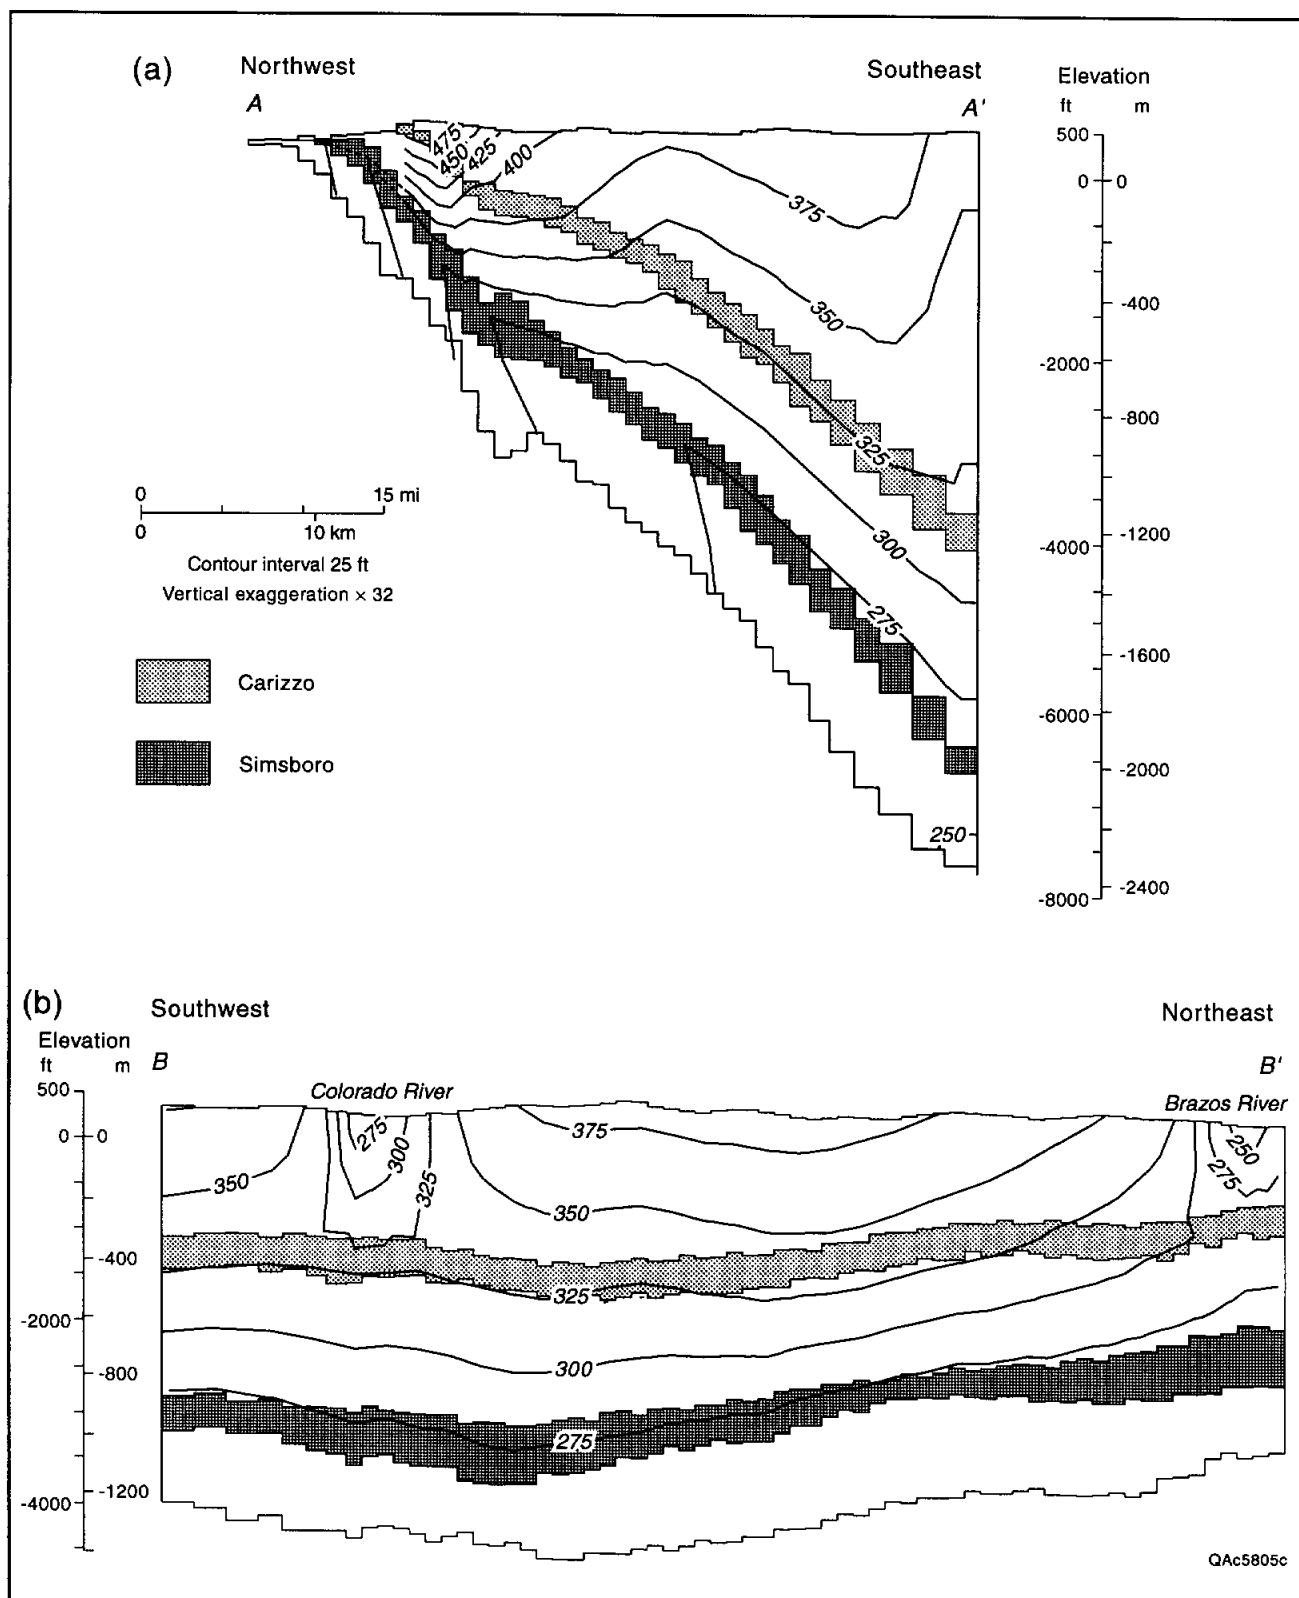 (a)
Northwest
Southeast
Elevation
A
A'
ft m
475
450
425
400
375
350
325
300
275
250
500
0 0
-400
-2000
-800
-1200
-4000
-1600
-6000
-2000
-8000 -2400
0 15 mi
0 10 km
Contour interval 25 ft
Vertical exaggeration × 32
Carizzo
Simsboro
(b)
Southwest
Northeast
Elevation
ft m
B
B'
Colorado River
Brazos River
500
0 0
-400
-2000
-800
-4000 -1200
350
275
300
325
375
350
325
300
275
250
275
QAc5805c